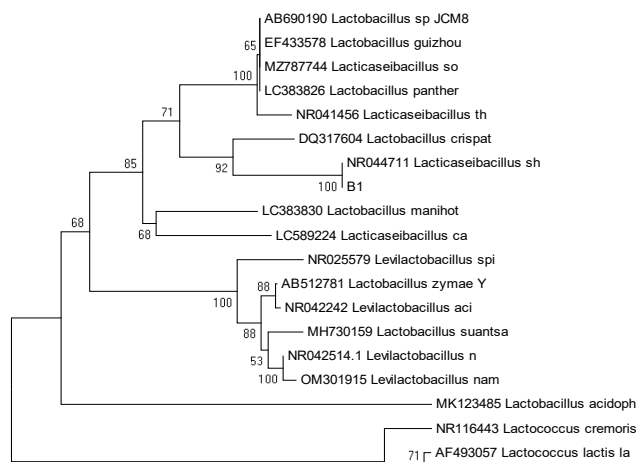 AB690190 Lactobacillus sp JCM8
65
EF433578 Lactobacillus guizhou
MZ787744 Lacticaseibacillus so
100
LC383826 Lactobacillus panther
71
NR041456 Lacticaseibacillus th
DQ317604 Lactobacillus crispat
85
92
NR044711 Lacticaseibacillus sh
100
B1
68
LC383830 Lactobacillus manihot
68
LC589224 Lacticaseibacillus ca
NR025579 Levilactobacillus spi
88
AB512781 Lactobacillus zymae Y
100
NR042242 Levilactobacillus aci
88
MH730159 Lactobacillus suantsa
53
NR042514.1 Levilactobacillus n
100
OM301915 Levilactobacillus nam
MK123485 Lactobacillus acidoph
NR116443 Lactococcus cremoris
71
AF493057 Lactococcus lactis la